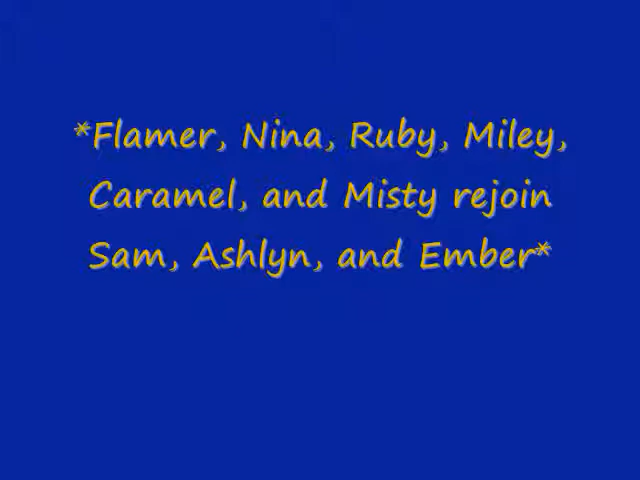 *Flamer, Nina, Ruby, Miley,
Caramel, and Misty rejoin
Sam, Ashlyn, and Ember*